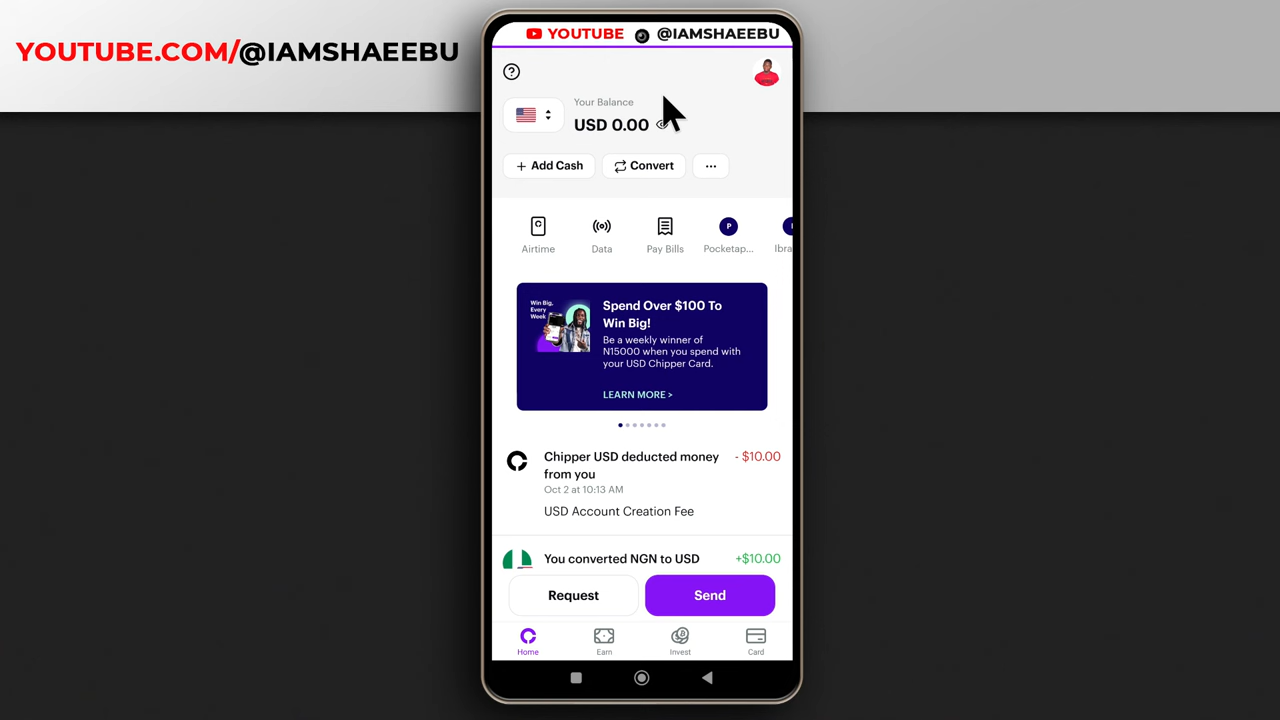 YOUTUBE.COM/@IAMSHAEEBU
YOUTUBE @IAMSHAEEBU
?
Your Balance
USD 0.00
+ Add Cash
Convert
...
Airtime
Data
Pay Bills
P
Pocketap...
Ibra
Win Big,
Every
Week
Spend Over $100 To
Win Big!
Be a weekly winner of
N15000 when you spend with
your USD Chipper Card.
LEARN MORE >
Chipper USD deducted money - $10.00
from you
Oct 2 at 10:13 AM
USD Account Creation Fee
You converted NGN to USD +$10.00
Request
Send
Home
Earn
Invest
Card